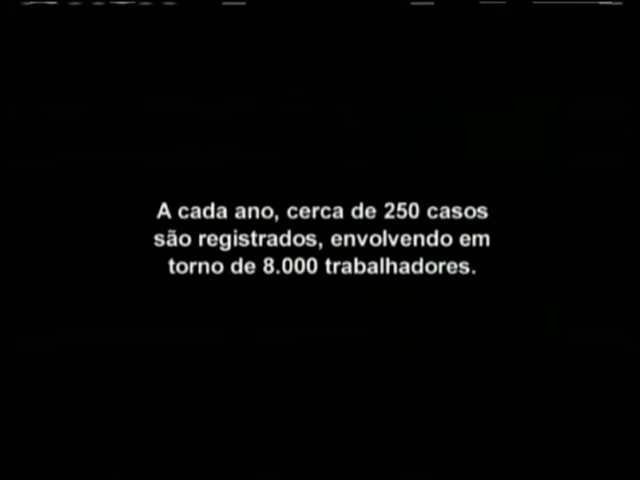 A cada ano, cerca de 250 casos
são registrados, envolvendo em
torno de 8.000 trabalhadores.